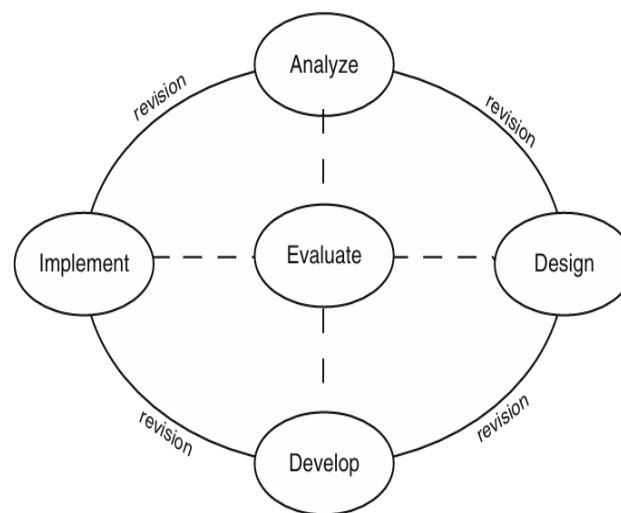 Analyze
revision
revision
Implement
Evaluate
Design
revision
revision
Develop